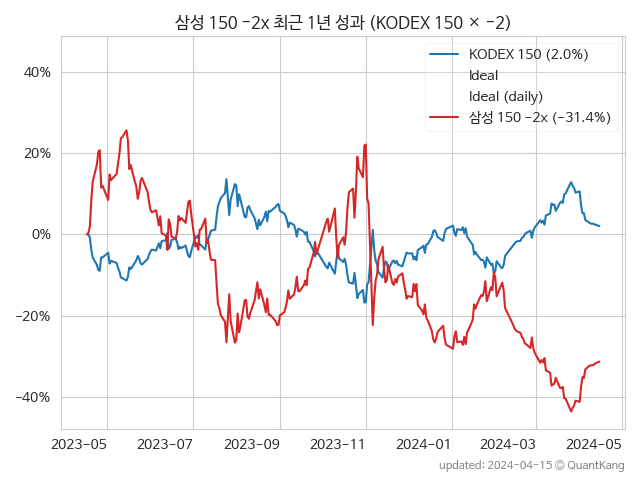 삼성 150 -2x 최근 1년 성과 (KODEX 150 × -2)
KODEX 150 (2.0%)
Ideal
Ideal (daily)
삼성 150 -2x (-31.4%)
40%
20%
0%
-20%
-40%
2023-05 2023-07 2023-09 2023-11 2024-01 2024-03 2024-05
updated: 2024-04-15 © QuantKang